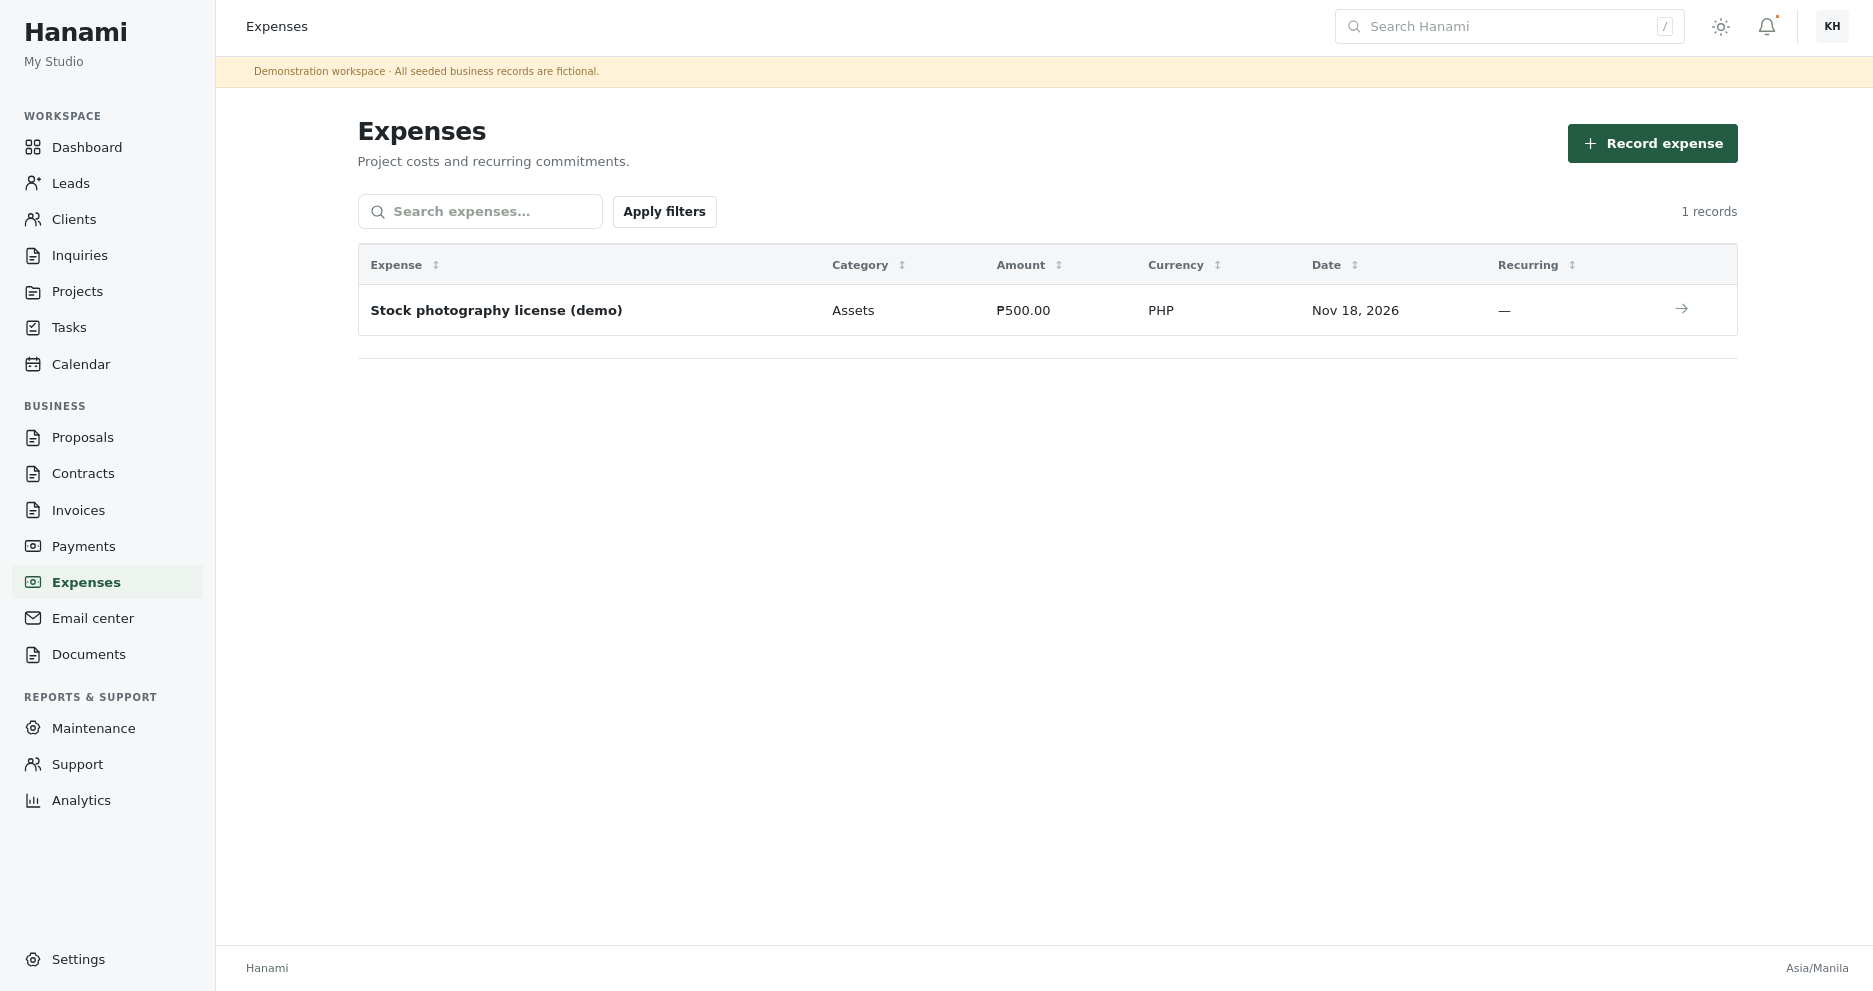 Hanami
My Studio
WORKSPACE
Dashboard
Leads
Clients
Inquiries
Projects
Tasks
Calendar
BUSINESS
Proposals
Contracts
Invoices
Payments
Expenses
Email center
Documents
REPORTS & SUPPORT
Maintenance
Support
Analytics
Settings
Expenses
Search Hanami /
KH
Demonstration workspace · All seeded business records are fictional.
Expenses
Project costs and recurring commitments.
+ Record expense
Search expenses…
Apply filters
1 records
Expense ↕ Category ↕ Amount ↕ Currency ↕ Date ↕ Recurring ↕
Stock photography license (demo) Assets ₱500.00 PHP Nov 18, 2026 — →
Hanami
Asia/Manila